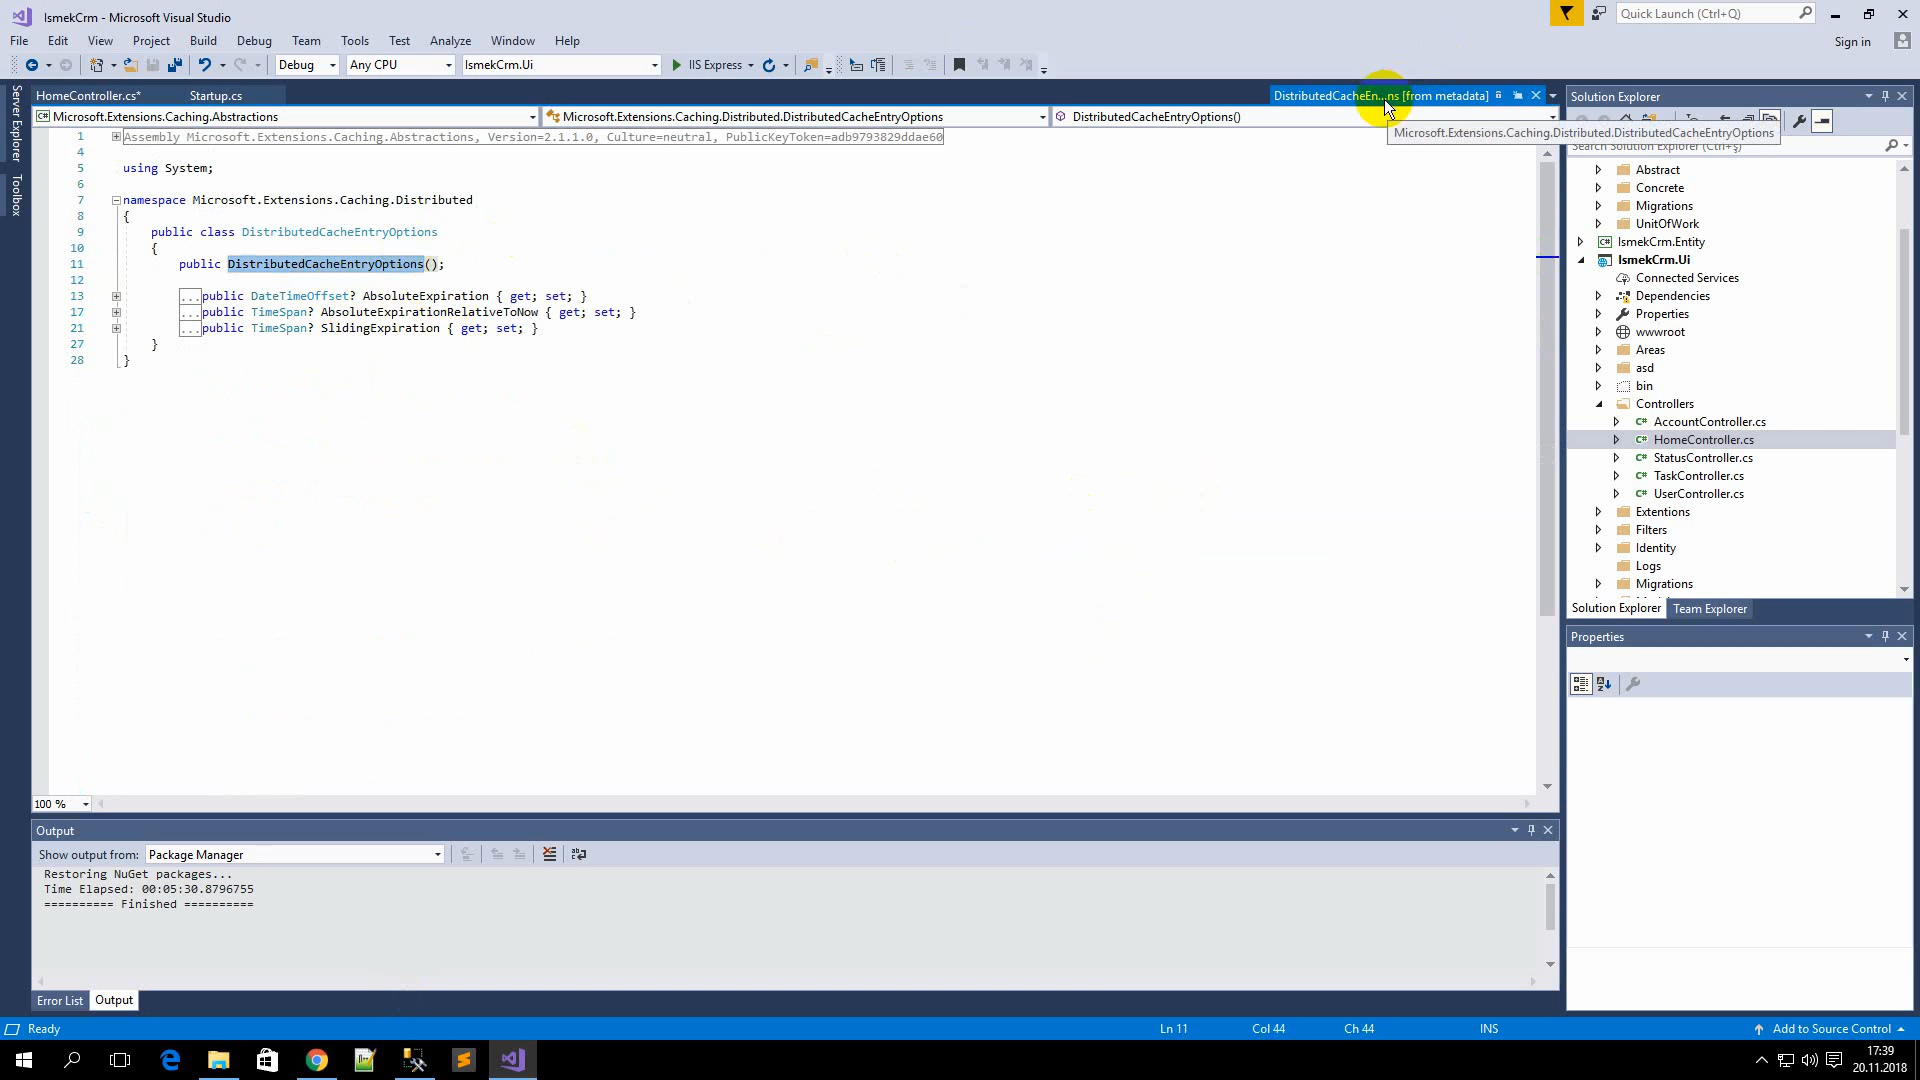 IsmekCrm - Microsoft Visual Studio
Quick Launch (Ctrl+Q)
File Edit View Project Build Debug Team Tools Test Analyze Window Help
Sign in
Debug Any CPU IsmekCrm.Ui IIS Express
Server Explorer
Toolbox
HomeController.cs* Startup.cs DistributedCacheEn...ns [from metadata]
Microsoft.Extensions.Caching.Abstractions Microsoft.Extensions.Caching.Distributed.DistributedCacheEntryOptions DistributedCacheEntryOptions()
Microsoft.Extensions.Caching.Distributed.DistributedCacheEntryOptions
1 Assembly Microsoft.Extensions.Caching.Abstractions, Version=2.1.1.0, Culture=neutral, PublicKeyToken=adb9793829ddae60
4
5 using System;
6
7 namespace Microsoft.Extensions.Caching.Distributed
8 {
9 public class DistributedCacheEntryOptions
10 {
11 public DistributedCacheEntryOptions();
12
13 ...public DateTimeOffset? AbsoluteExpiration { get; set; }
17 ...public TimeSpan? AbsoluteExpirationRelativeToNow { get; set; }
21 ...public TimeSpan? SlidingExpiration { get; set; }
27 }
28 }
100 %
Output
Show output from: Package Manager
Restoring NuGet packages...
Time Elapsed: 00:05:30.8796755
========== Finished ==========
Error List Output
Solution Explorer
Search Solution Explorer (Ctrl+ş)
Abstract
Concrete
Migrations
UnitOfWork
IsmekCrm.Entity
IsmekCrm.Ui
Connected Services
Dependencies
Properties
wwwroot
Areas
asd
bin
Controllers
AccountController.cs
HomeController.cs
StatusController.cs
TaskController.cs
UserController.cs
Extentions
Filters
Identity
Logs
Migrations
Solution Explorer Team Explorer
Properties
Ready Ln 11 Col 44 Ch 44 INS Add to Source Control
17:39
20.11.2018